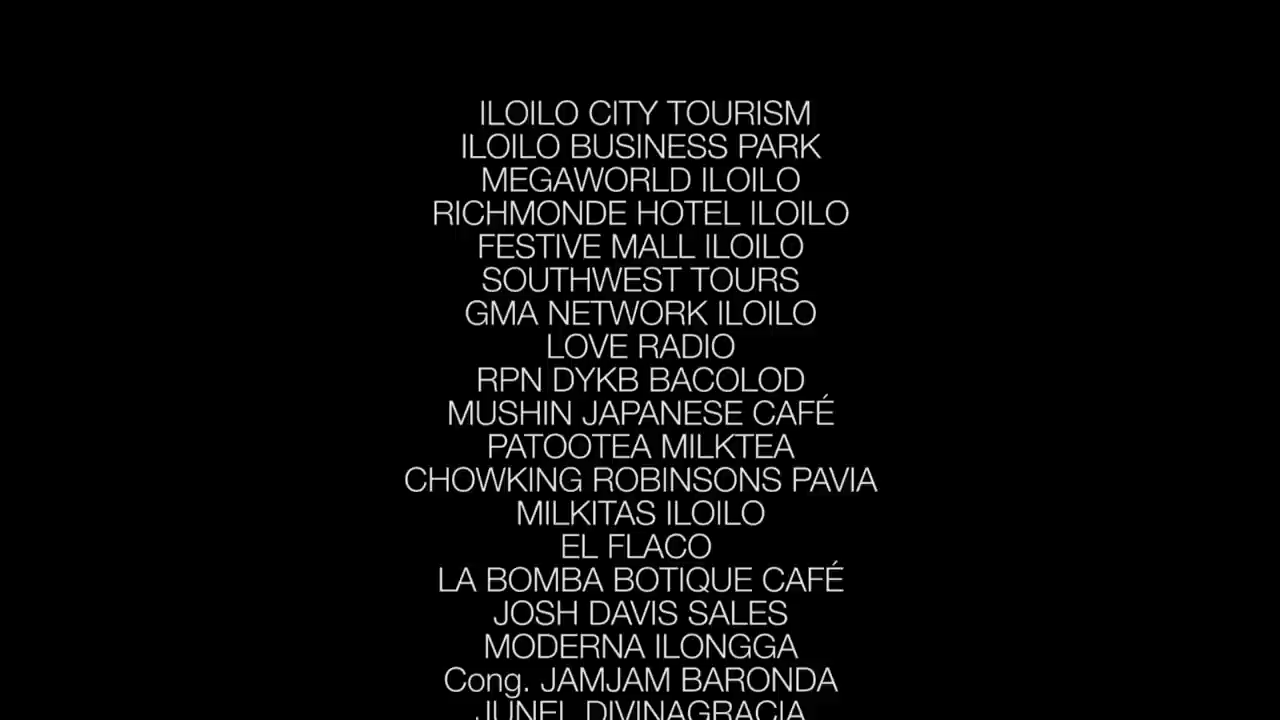 ILOILO CITY TOURISM
ILOILO BUSINESS PARK
MEGAWORLD ILOILO
RICHMONDE HOTEL ILOILO
FESTIVE MALL ILOILO
SOUTHWEST TOURS
GMA NETWORK ILOILO
LOVE RADIO
RPN DYKB BACOLOD
MUSHIN JAPANESE CAFÉ
PATOOTEA MILKTEA
CHOWKING ROBINSONS PAVIA
MILKITAS ILOILO
EL FLACO
LA BOMBA BOTIQUE CAFÉ
JOSH DAVIS SALES
MODERNA ILONGGA
Cong. JAMJAM BARONDA
JUNEL DIVINAGRACIA